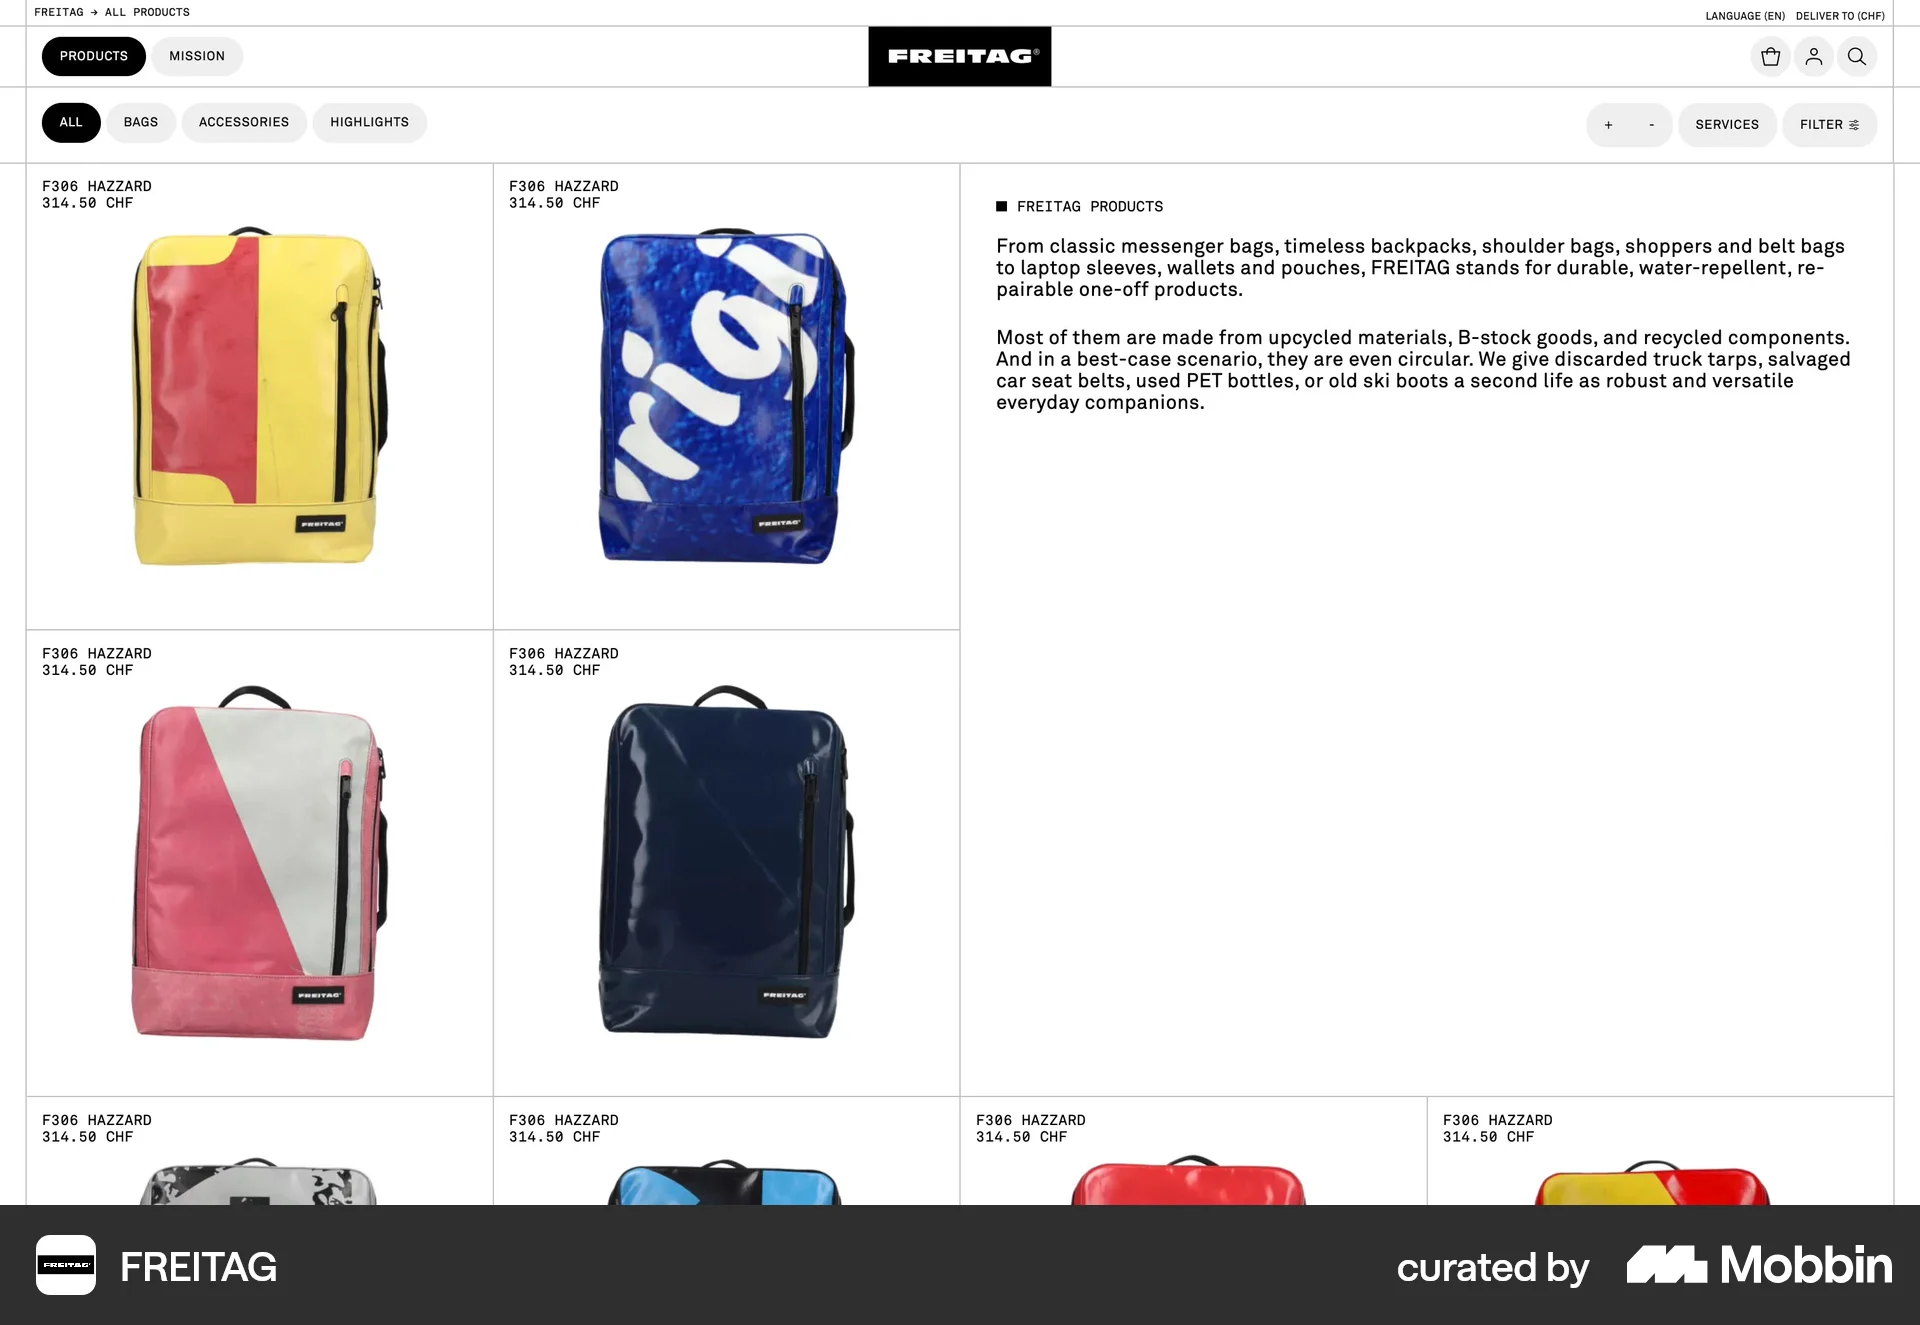 FREITAG → ALL PRODUCTS
LANGUAGE (EN) DELIVER TO (CHF)
PRODUCTS MISSION
FREITAG®
ALL BAGS ACCESSORIES HIGHLIGHTS
+ - SERVICES FILTER
F306 HAZZARD
314.50 CHF
F306 HAZZARD
314.50 CHF
rigi
FREITAG®
FREITAG®
■ FREITAG PRODUCTS
From classic messenger bags, timeless backpacks, shoulder bags, shoppers and belt bags
to laptop sleeves, wallets and pouches, FREITAG stands for durable, water-repellent, re-
pairable one-off products.
Most of them are made from upcycled materials, B-stock goods, and recycled components.
And in a best-case scenario, they are even circular. We give discarded truck tarps, salvaged
car seat belts, used PET bottles, or old ski boots a second life as robust and versatile
everyday companions.
F306 HAZZARD
314.50 CHF
F306 HAZZARD
314.50 CHF
FREITAG®
FREITAG®
F306 HAZZARD
314.50 CHF
F306 HAZZARD
314.50 CHF
F306 HAZZARD
314.50 CHF
F306 HAZZARD
314.50 CHF
FREITAG®
FREITAG
curated by Mobbin